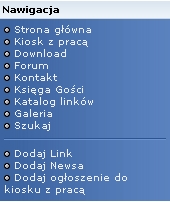 Nawigacja
Strona główna
Kiosk z pracą
Download
Forum
Kontakt
Księga Gości
Katalog linków
Galeria
Szukaj
Dodaj Link
Dodaj Newsa
Dodaj ogłoszenie do
kiosku z pracą